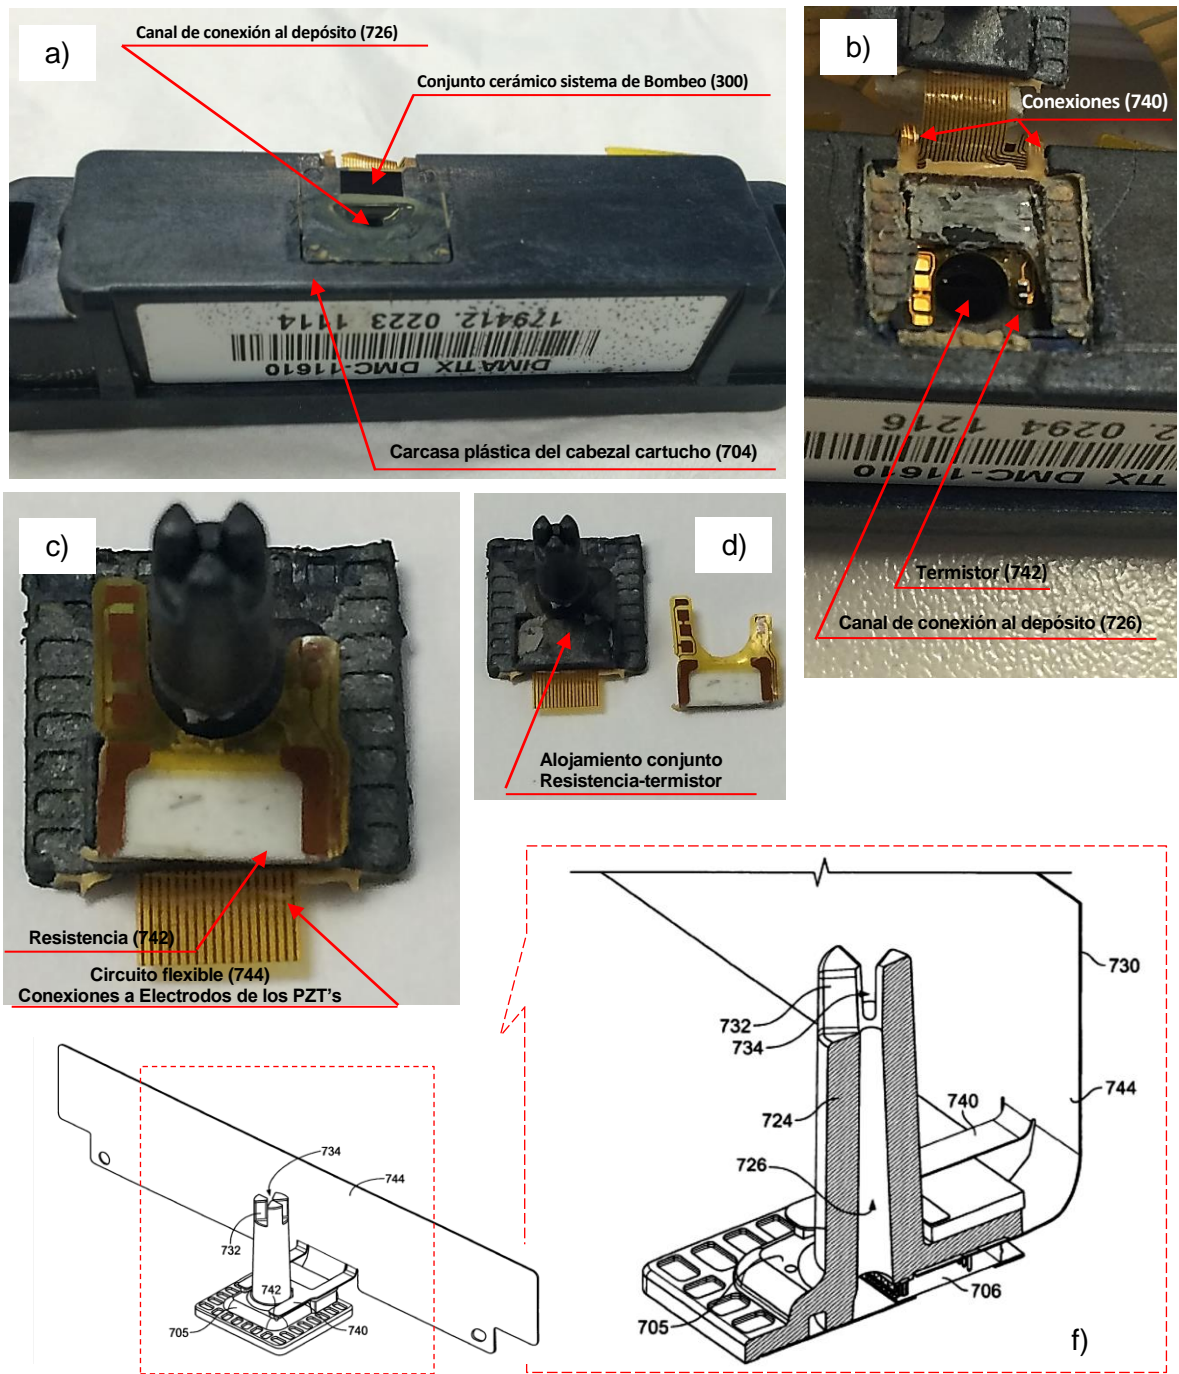 a)
Canal de conexión al depósito (726)
Conjunto cerámico sistema de Bombeo (300)
DIMATIX DMC-11610
179412. 0223 1114
Carcasa plástica del cabezal cartucho (704)
b)
Conexiones (740)
2. 0294 1216
TIX DMC-11610
Termistor (742)
Canal de conexión al depósito (726)
c)
Resistencia (742)
Circuito flexible (744)
Conexiones a Electrodos de los PZT's
d)
Alojamiento conjunto
Resistencia-termistor
734
744
732
742
705
740
730
732
734
744
740
724
726
706
705
f)